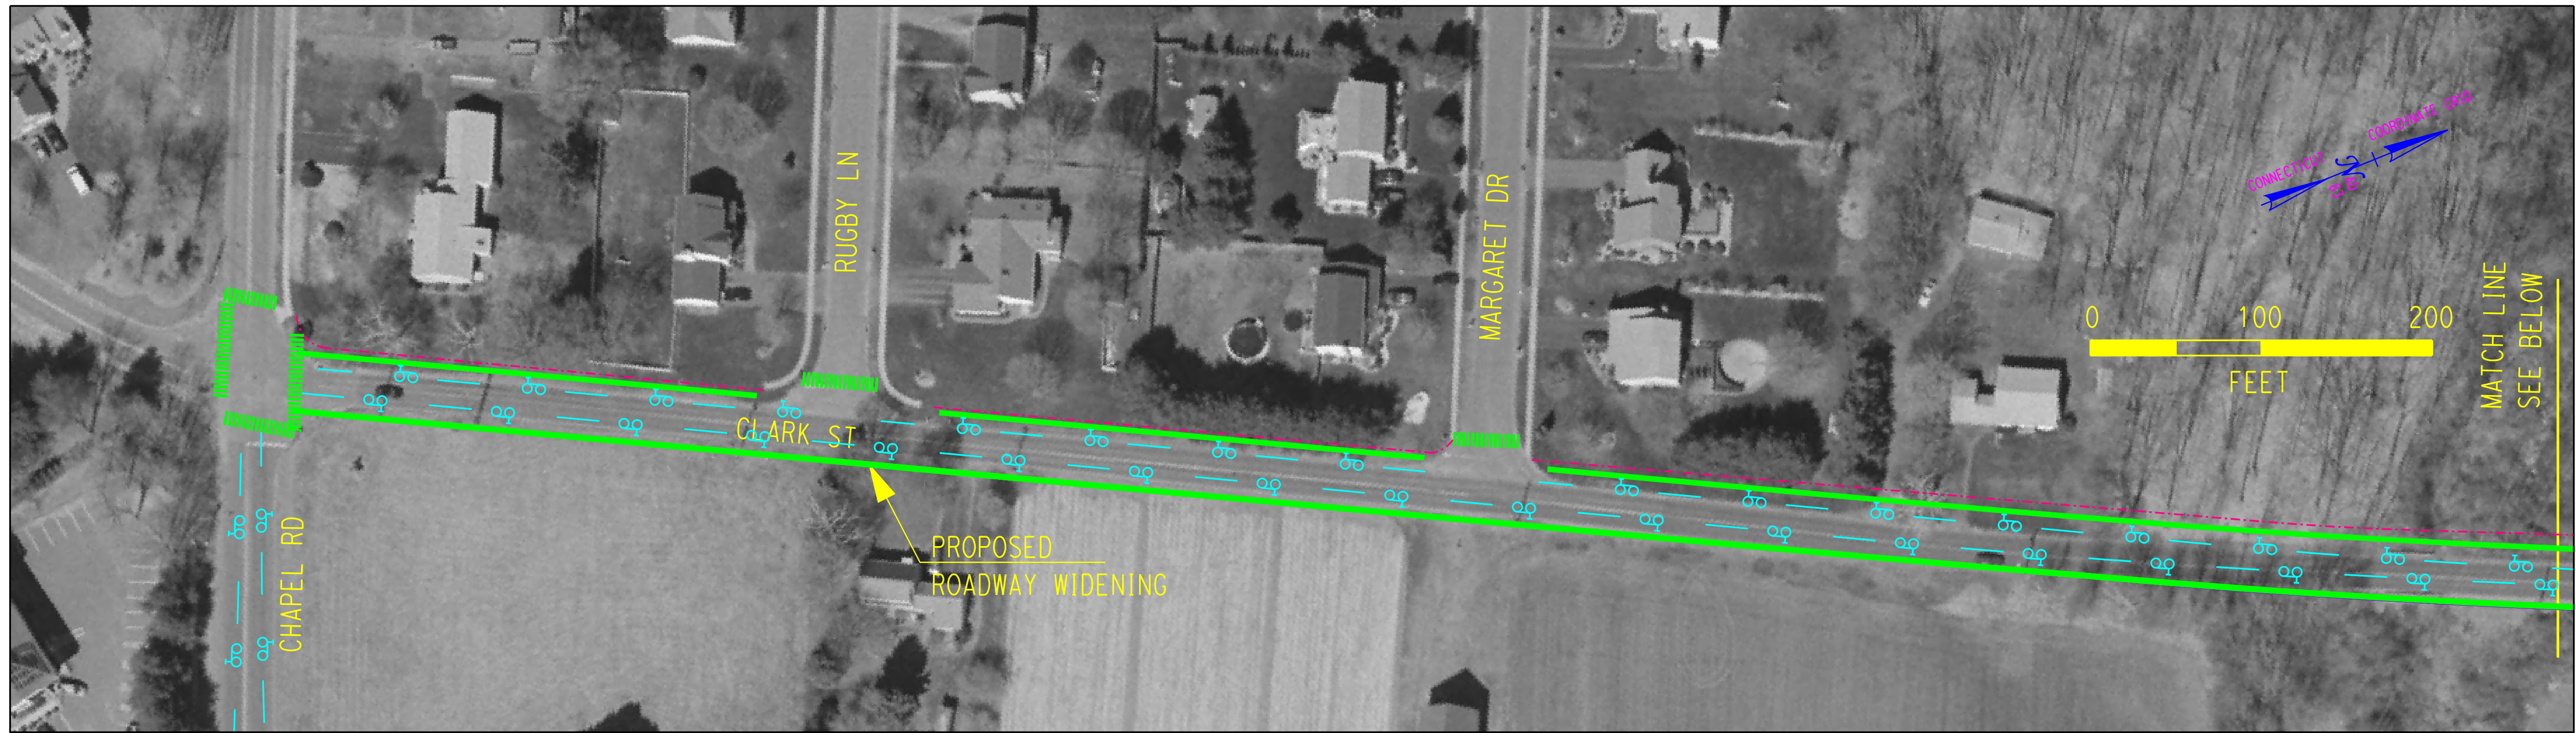 RUGBY LN
MARGARET DR
CONNECTICUT
COORDINATE GRID
N
0 100 200
FEET
MATCH LINE
SEE BELOW
CLARK ST
CHAPEL RD
PROPOSED
ROADWAY WIDENING